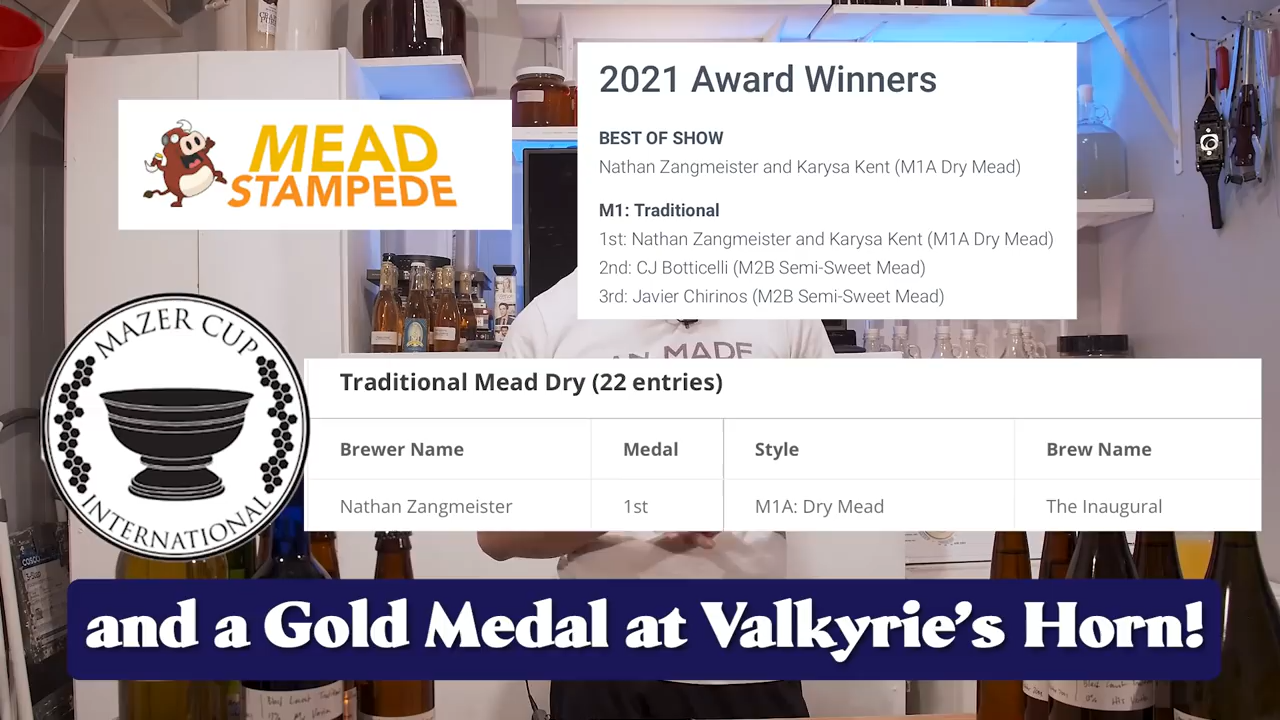 MEAD
STAMPEDE
2021 Award Winners
BEST OF SHOW
Nathan Zangmeister and Karysa Kent (M1A Dry Mead)
M1: Traditional
1st: Nathan Zangmeister and Karysa Kent (M1A Dry Mead)
2nd: CJ Botticelli (M2B Semi-Sweet Mead)
3rd: Javier Chirinos (M2B Semi-Sweet Mead)
MADE
MAZER CUP
INTERNATIONAL
Traditional Mead Dry (22 entries)
Brewer Name Medal Style Brew Name
Nathan Zangmeister 1st M1A: Dry Mead The Inaugural
and a Gold Medal at Valkyrie's Horn!